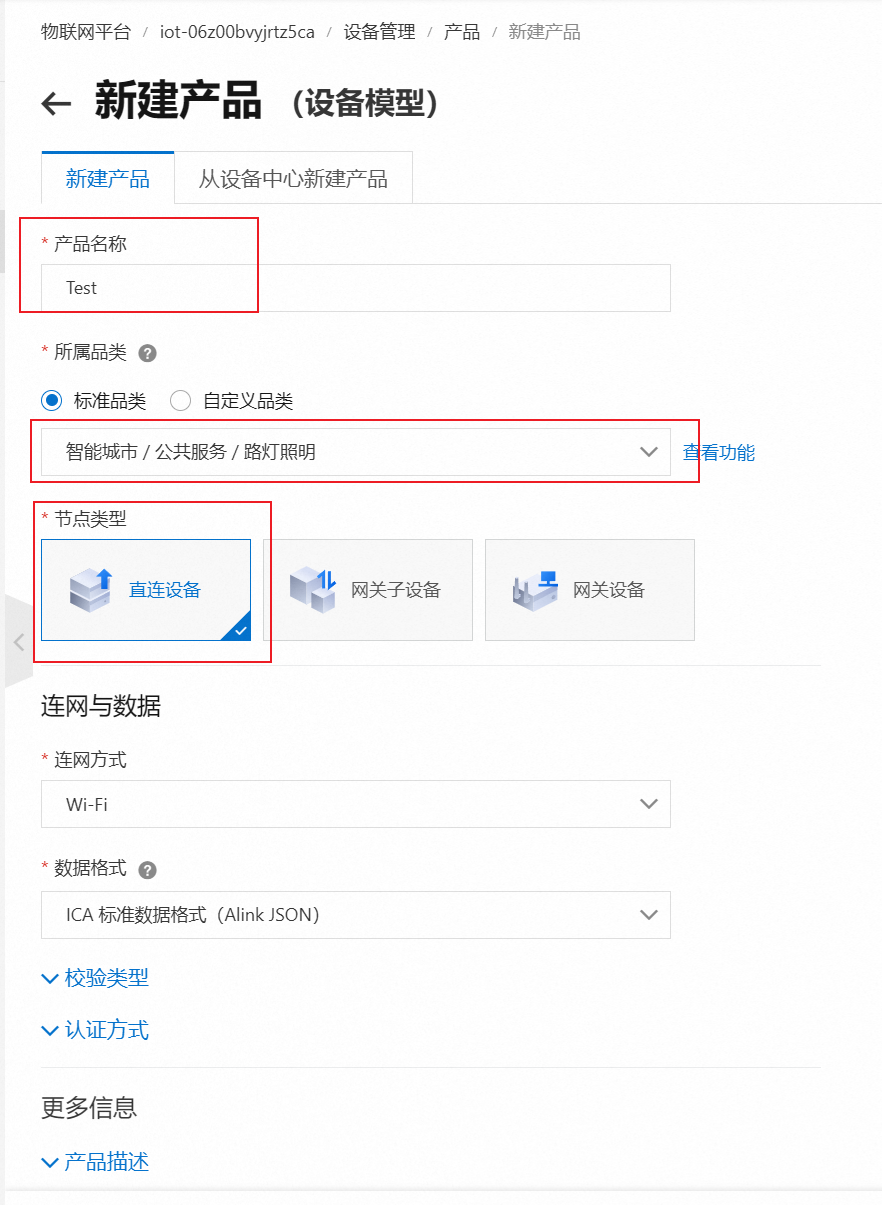 物联网平台 / iot-06z00bvyjrtz5ca / 设备管理 / 产品 / 新建产品
← 新建产品 （设备模型）
新建产品 从设备中心新建产品
* 产品名称
Test
* 所属品类 ?
标准品类 自定义品类
智能城市 / 公共服务 / 路灯照明 查看功能
* 节点类型
直连设备 网关子设备 网关设备
连网与数据
* 连网方式
Wi-Fi
* 数据格式 ?
ICA 标准数据格式（Alink JSON）
校验类型
认证方式
更多信息
产品描述